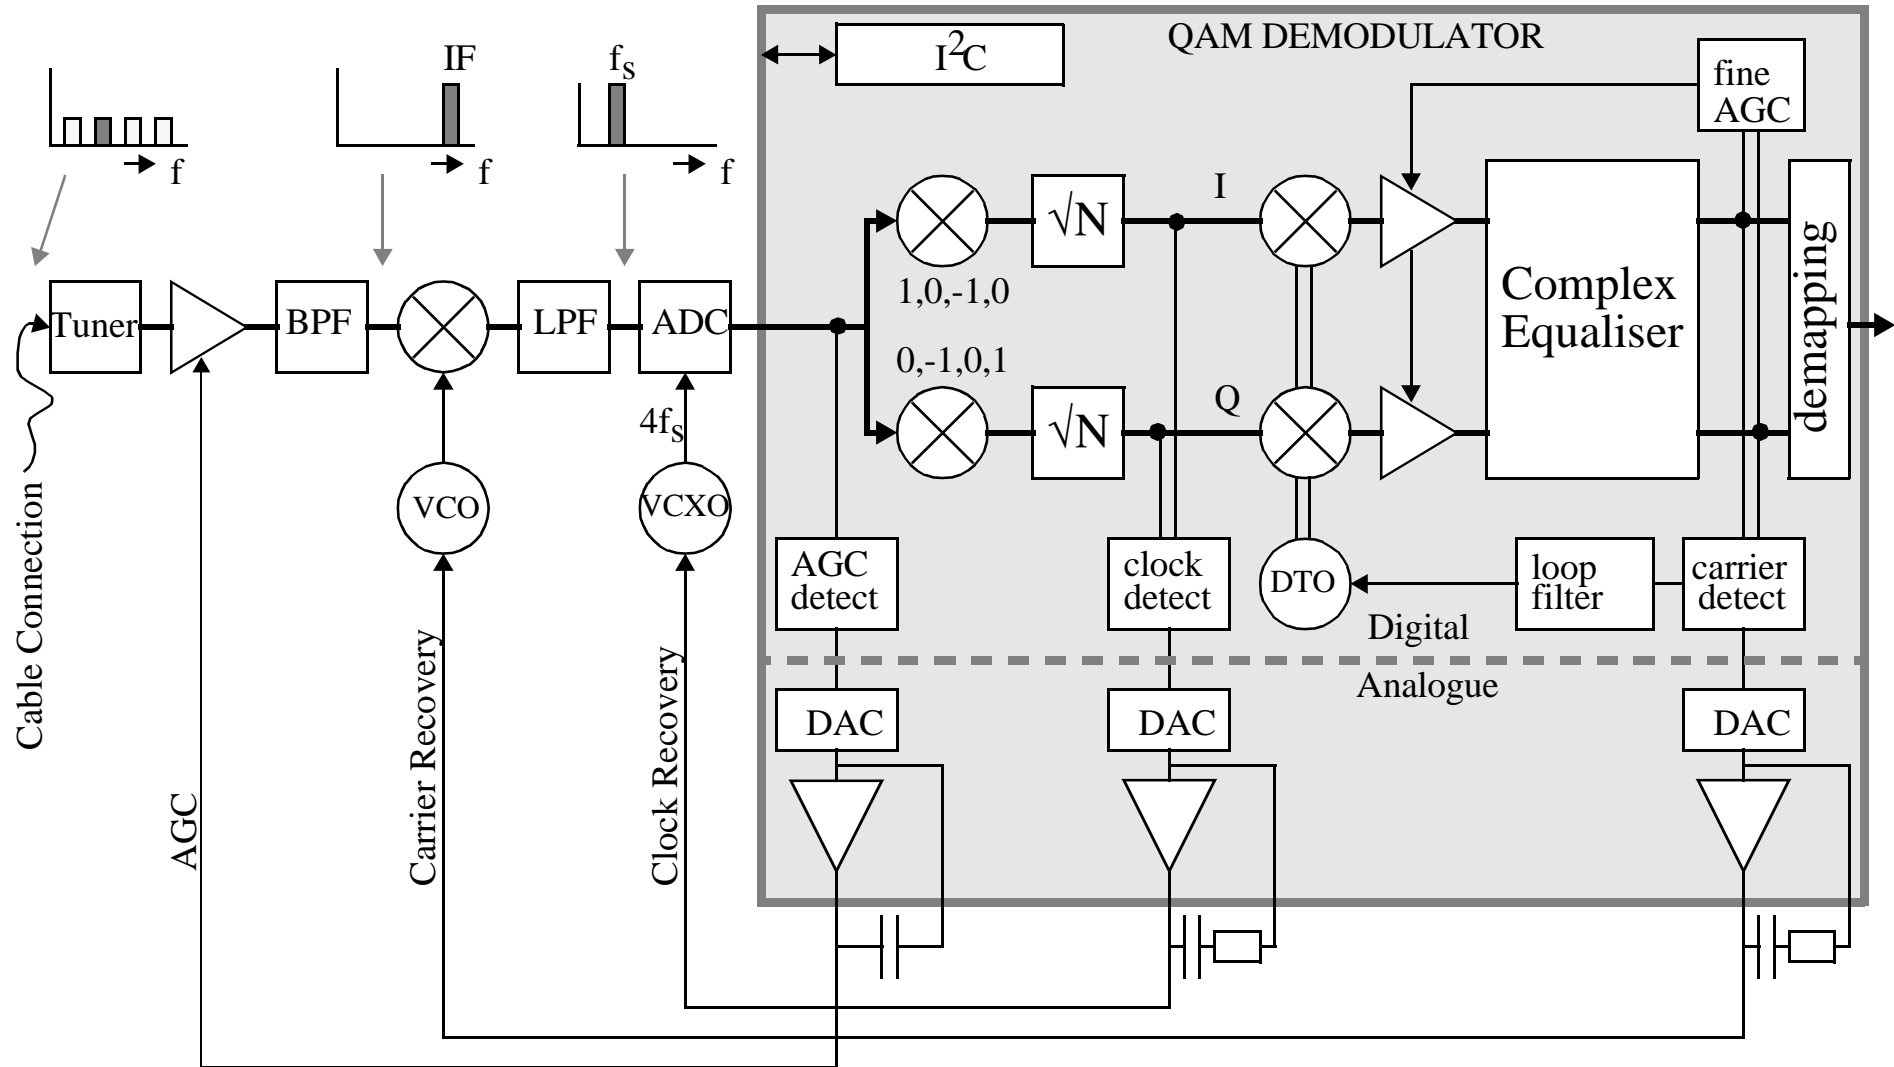 QAM DEMODULATOR
I²C
fine
AGC
IF
fs
f
f
f
I
√N
1,0,-1,0
Complex
Equaliser
demapping
Tuner
BPF
LPF
ADC
0,-1,0,1
Q
√N
4fs
VCO
VCXO
Cable Connection
AGC
detect
clock
detect
DTO
loop
filter
carrier
detect
Digital
Analogue
DAC
DAC
DAC
AGC
Carrier Recovery
Clock Recovery